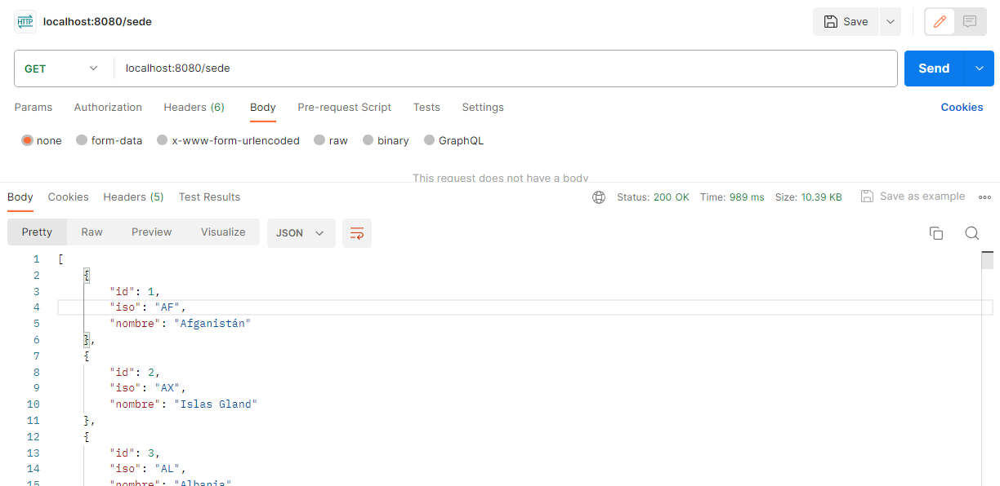 HTTP localhost:8080/sede Save
GET localhost:8080/sede Send
Params Authorization Headers (6) Body Pre-request Script Tests Settings Cookies
none form-data x-www-form-urlencoded raw binary GraphQL
This request does not have a body
Body Cookies Headers (5) Test Results Status: 200 OK Time: 989 ms Size: 10.39 KB Save as example
Pretty Raw Preview Visualize JSON
1 [
2 {
3 "id": 1,
4 "iso": "AF",
5 "nombre": "Afganistán"
6 },
7 {
8 "id": 2,
9 "iso": "AX",
10 "nombre": "Islas Gland"
11 },
12 {
13 "id": 3,
14 "iso": "AL",
15 "nombre": "Albania"